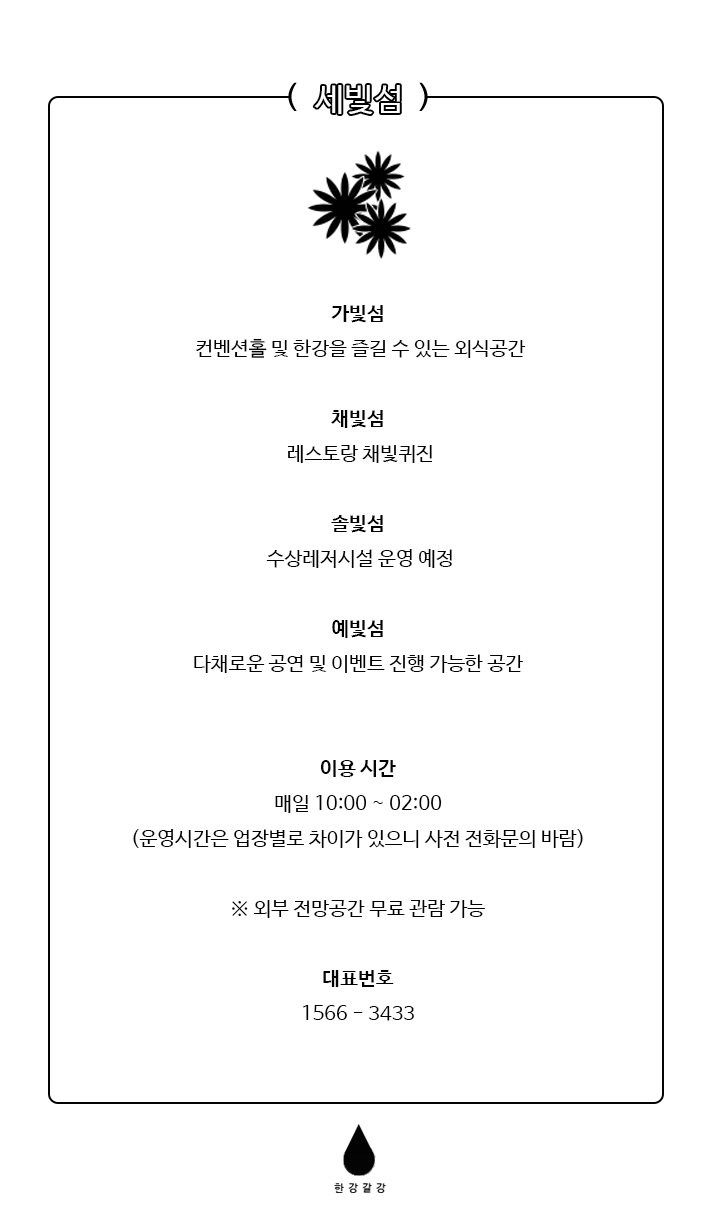 ( 세빛섬 )
가빛섬
컨벤션홀 및 한강을 즐길 수 있는 외식공간
채빛섬
레스토랑 채빛퀴진
솔빛섬
수상레저시설 운영 예정
예빛섬
다채로운 공연 및 이벤트 진행 가능한 공간
이용 시간
매일 10:00 ~ 02:00
(운영시간은 업장별로 차이가 있으니 사전 전화문의 바람)
※ 외부 전망공간 무료 관람 가능
대표번호
1566 - 3433
한강갈강